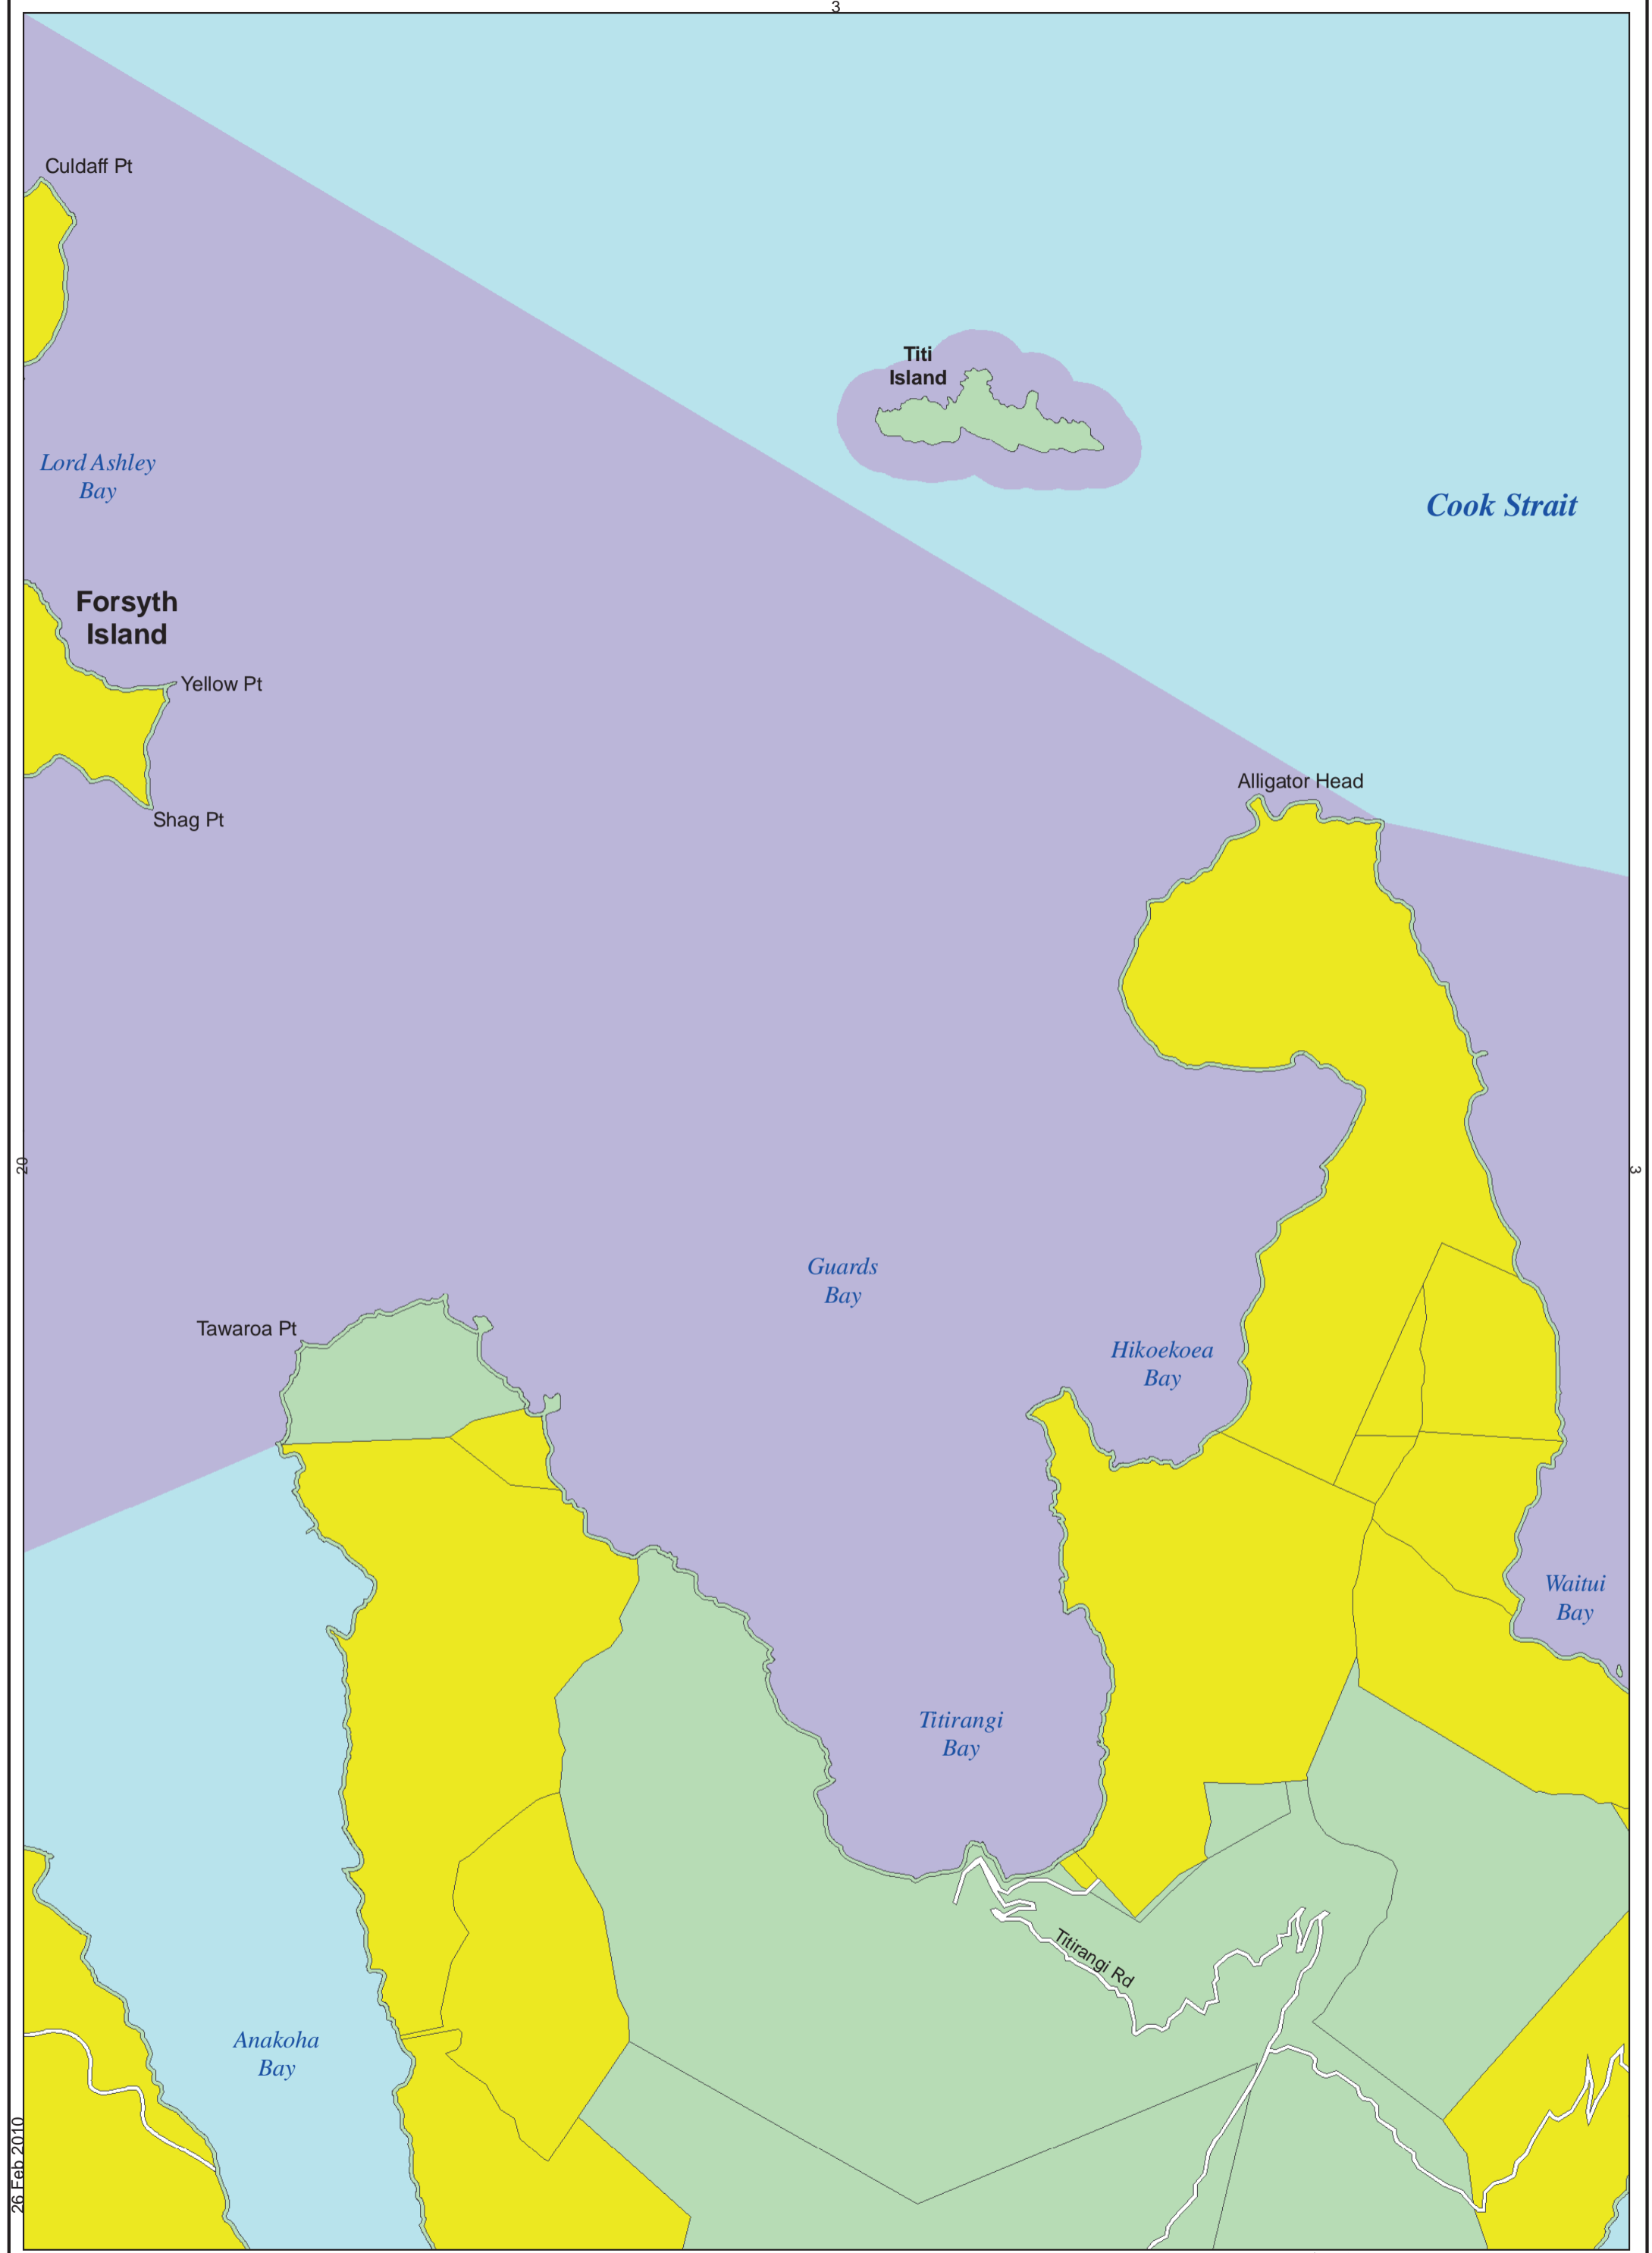 3
Culdaff Pt
Titi
Island
Lord Ashley
Bay
Cook Strait
Forsyth
Island
Yellow Pt
Alligator Head
Shag Pt
20
3
Guards
Bay
Tawaroa Pt
Hikoekoea
Bay
Waitui
Bay
Titirangi
Bay
Titirangi Rd
Anakoha
Bay
26 Feb 2010